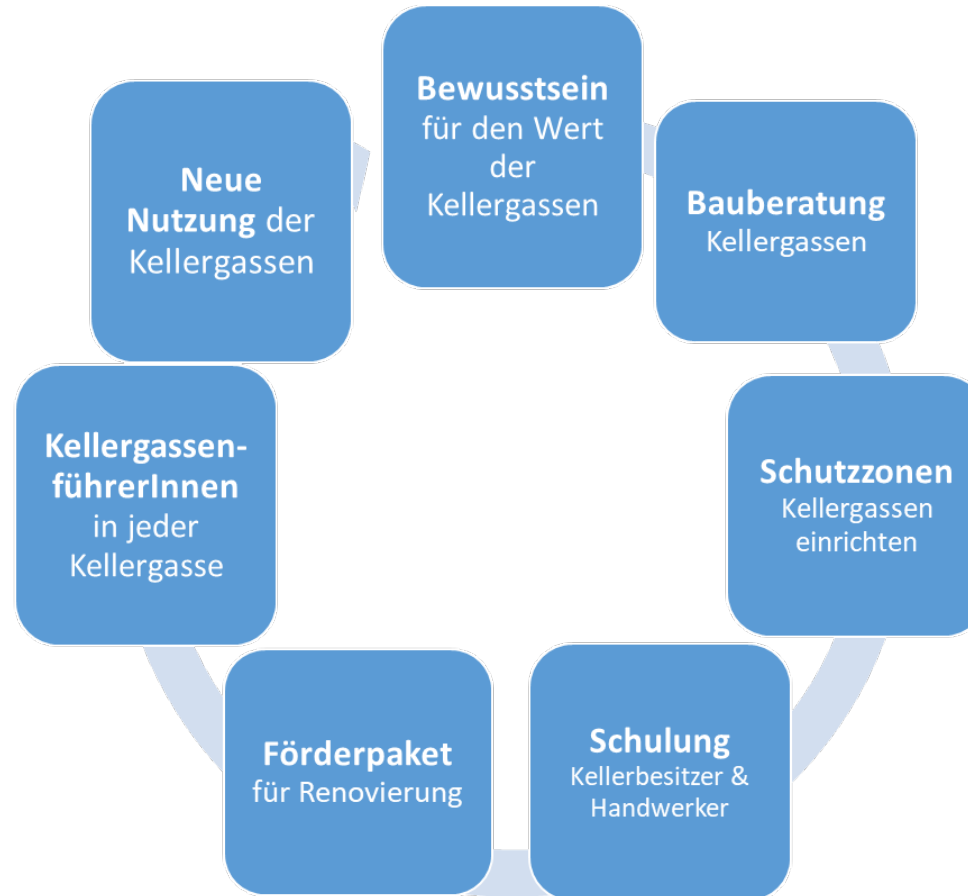 Bewusstsein
für den Wert
der
Kellergassen
Bauberatung
Kellergassen
Schutzzonen
Kellergassen
einrichten
Schulung
Kellerbesitzer &
Handwerker
Förderpaket
für Renovierung
Kellergassen-
führerInnen
in jeder
Kellergasse
Neue
Nutzung der
Kellergassen